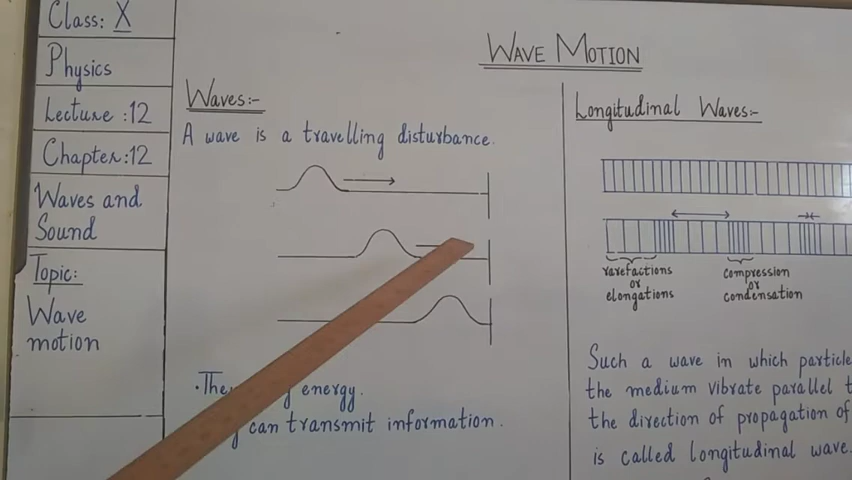 Class: X
Physics
Lecture :12
Chapter:12
Waves and
Sound
Topic:
Wave
motion
WAVE MOTION
Waves:-
A wave is a travelling disturbance.
energy.
can transmit information.
Longitudinal Waves:-
rarefactions
or
elongations
compression
or
condensation
Such a wave in which particle
the medium vibrate parallel t
the direction of propagation of
is called longitudinal wave.